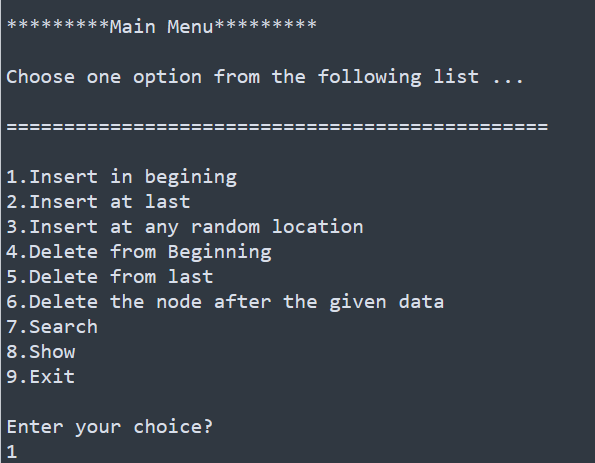 *********Main Menu*********
Choose one option from the following list ...
===============================================
1.Insert in begining
2.Insert at last
3.Insert at any random location
4.Delete from Beginning
5.Delete from last
6.Delete the node after the given data
7.Search
8.Show
9.Exit
Enter your choice?
1